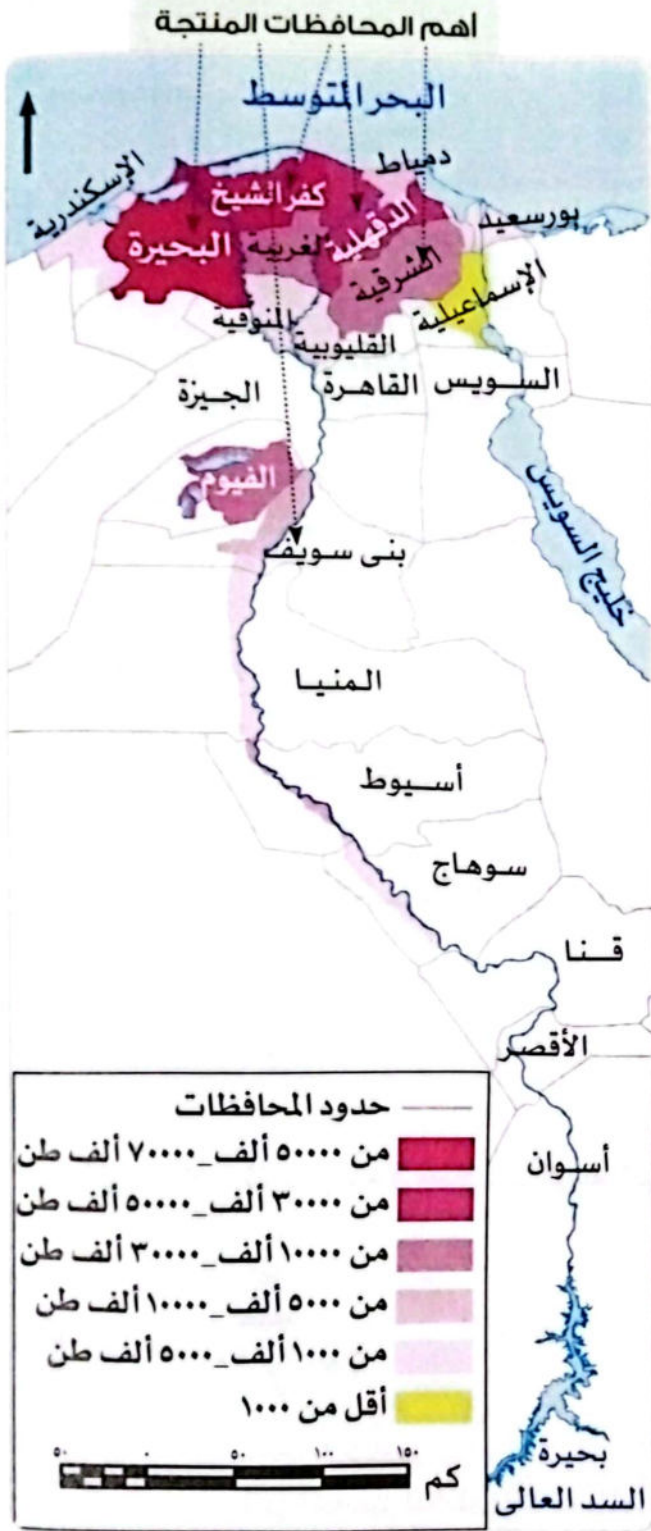 أهم المحافظات المنتجة
البحر المتوسط
الإسكندرية
دمياط
كفر الشيخ
الدقهلية
بورسعيد
البحيرة
الغربية
الشرقية
الإسماعيلية
المنوفية
القليوبية
الجيزة
القاهرة
السويس
الفيوم
خليج السويس
بنى سويف
المنيا
أسيوط
سوهاج
قنا
الأقصر
أسوان
حدود المحافظات
من ٥٠٠٠٠ ألف_٧٠٠٠٠ ألف طن
من ٣٠٠٠٠ ألف_٥٠٠٠٠ ألف طن
من ١٠٠٠٠ ألف_٣٠٠٠٠ ألف طن
من ٥٠٠٠ ألف_١٠٠٠٠ ألف طن
من ١٠٠٠ ألف_٥٠٠٠ ألف طن
أقل من ١٠٠٠
٥٠ ٠ ٥٠ ١٠٠ ١٥٠
كم
بحيرة
السد العالى